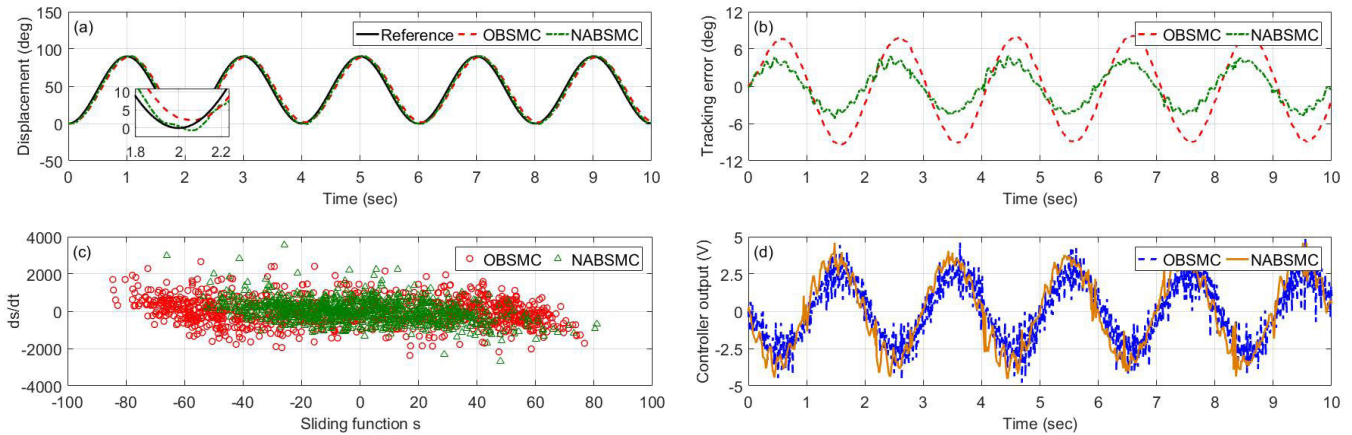 (a)
Reference OBSMC NABSMC
Displacement (deg)
150
100
50
0
-50
10
5
0
1.8 2 2.2
0 1 2 3 4 5 6 7 8 9 10
Time (sec)
(b)
OBSMC NABSMC
Tracking error (deg)
12
6
0
-6
-12
0 1 2 3 4 5 6 7 8 9 10
Time (sec)
(c)
OBSMC NABSMC
ds/dt
4000
2000
0
-2000
-4000
-100 -80 -60 -40 -20 0 20 40 60 80 100
Sliding function s
(d)
OBSMC NABSMC
Controller output (V)
5
2.5
0
-2.5
-5
0 1 2 3 4 5 6 7 8 9 10
Time (sec)